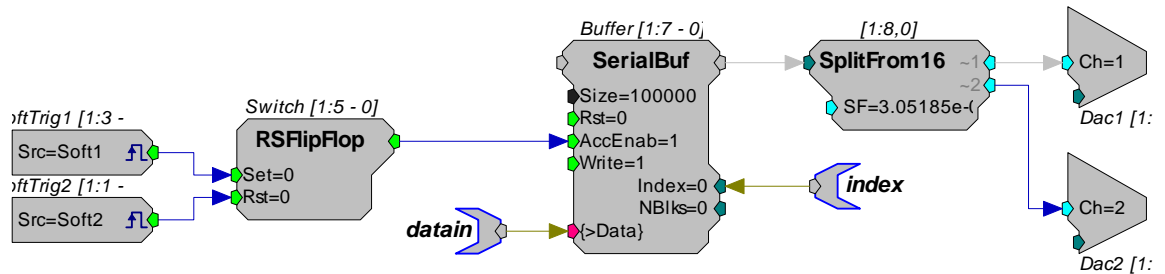 Buffer [1:7 - 0]
[1:8,0]
SerialBuf
SplitFrom16
~1
~2
SF=3.05185e-
Ch=1
Dac1 [1:
Size=100000
Rst=0
AccEnab=1
Write=1
Index=0
NBlks=0
{>Data}
oftTrig1 [1:3 -
Src=Soft1
Switch [1:5 - 0]
RSFlipFlop
Set=0
Rst=0
oftTrig2 [1:1 -
Src=Soft2
datain
index
Ch=2
Dac2 [1: